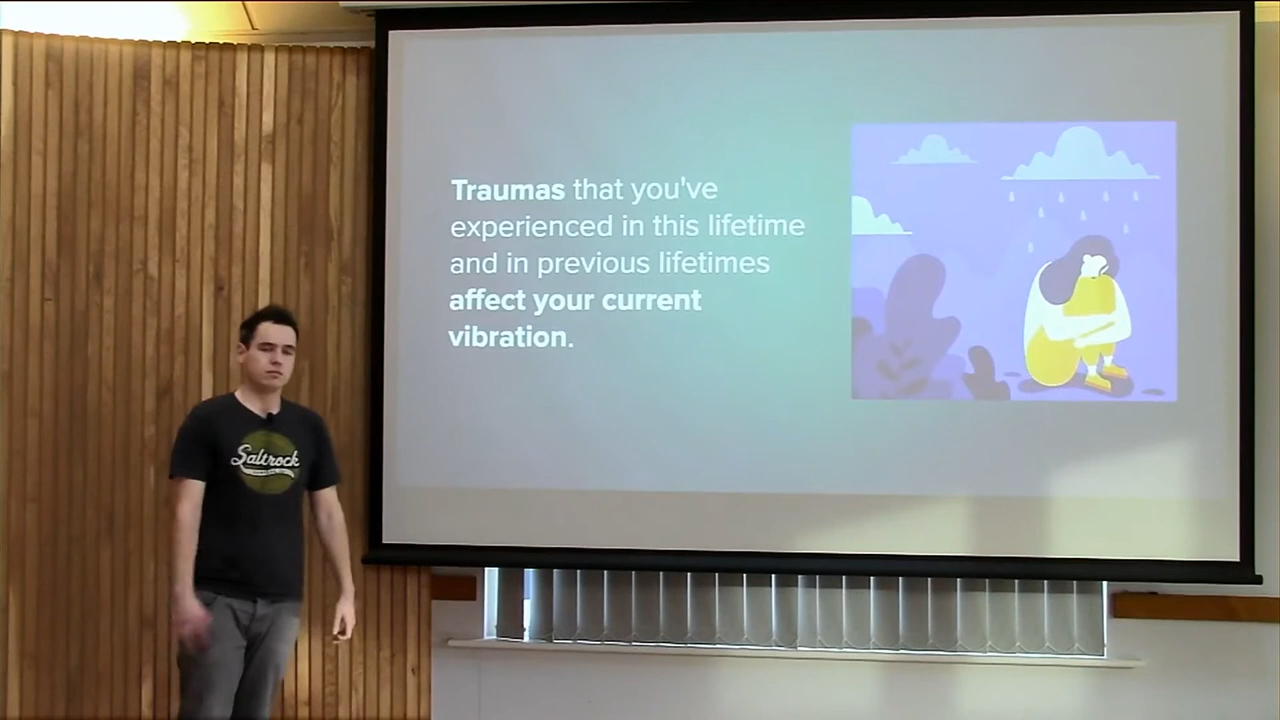 Traumas that you've
experienced in this lifetime
and in previous lifetimes
affect your current
vibration.
Saltrock